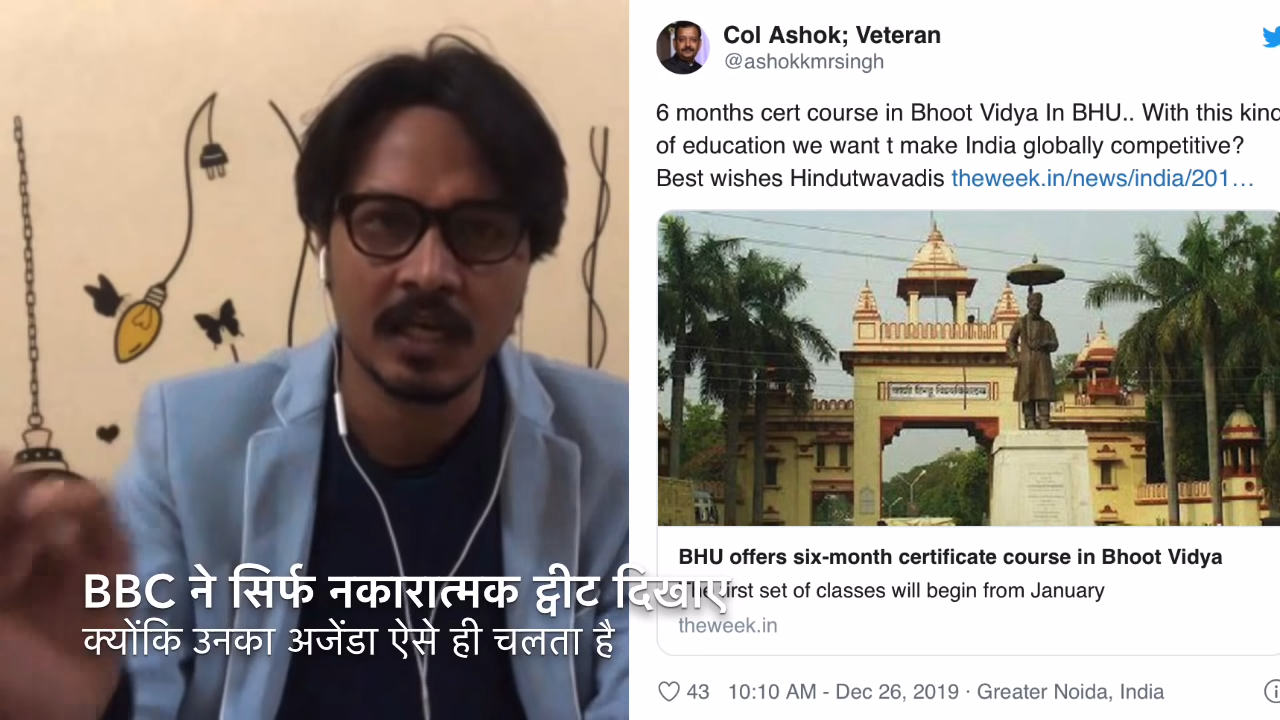 Col Ashok; Veteran
@ashokkmrsingh
6 months cert course in Bhoot Vidya In BHU.. With this kind
of education we want t make India globally competitive?
Best wishes Hindutwavadis theweek.in/news/india/201…
काशी हिन्दू विश्वविद्यालय
BHU offers six-month certificate course in Bhoot Vidya
The first set of classes will begin from January
theweek.in
43 10:10 AM - Dec 26, 2019 · Greater Noida, India
BBC ने सिर्फ नकारात्मक ट्वीट दिखाए
क्योंकि उनका अजेंडा ऐसे ही चलता है